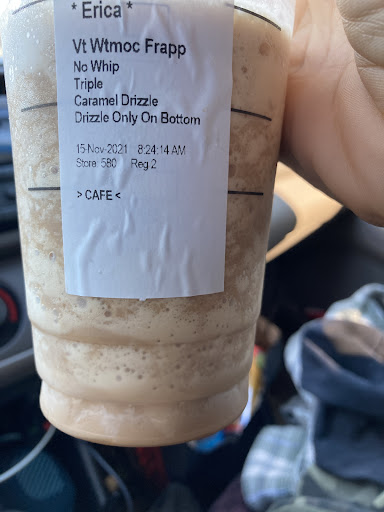 * Erica *
Vt Wtmoc Frapp
No Whip
Triple
Caramel Drizzle
Drizzle Only On Bottom
15-Nov-2021 8:24:14 AM
Store: 580 Reg 2
> CAFE <